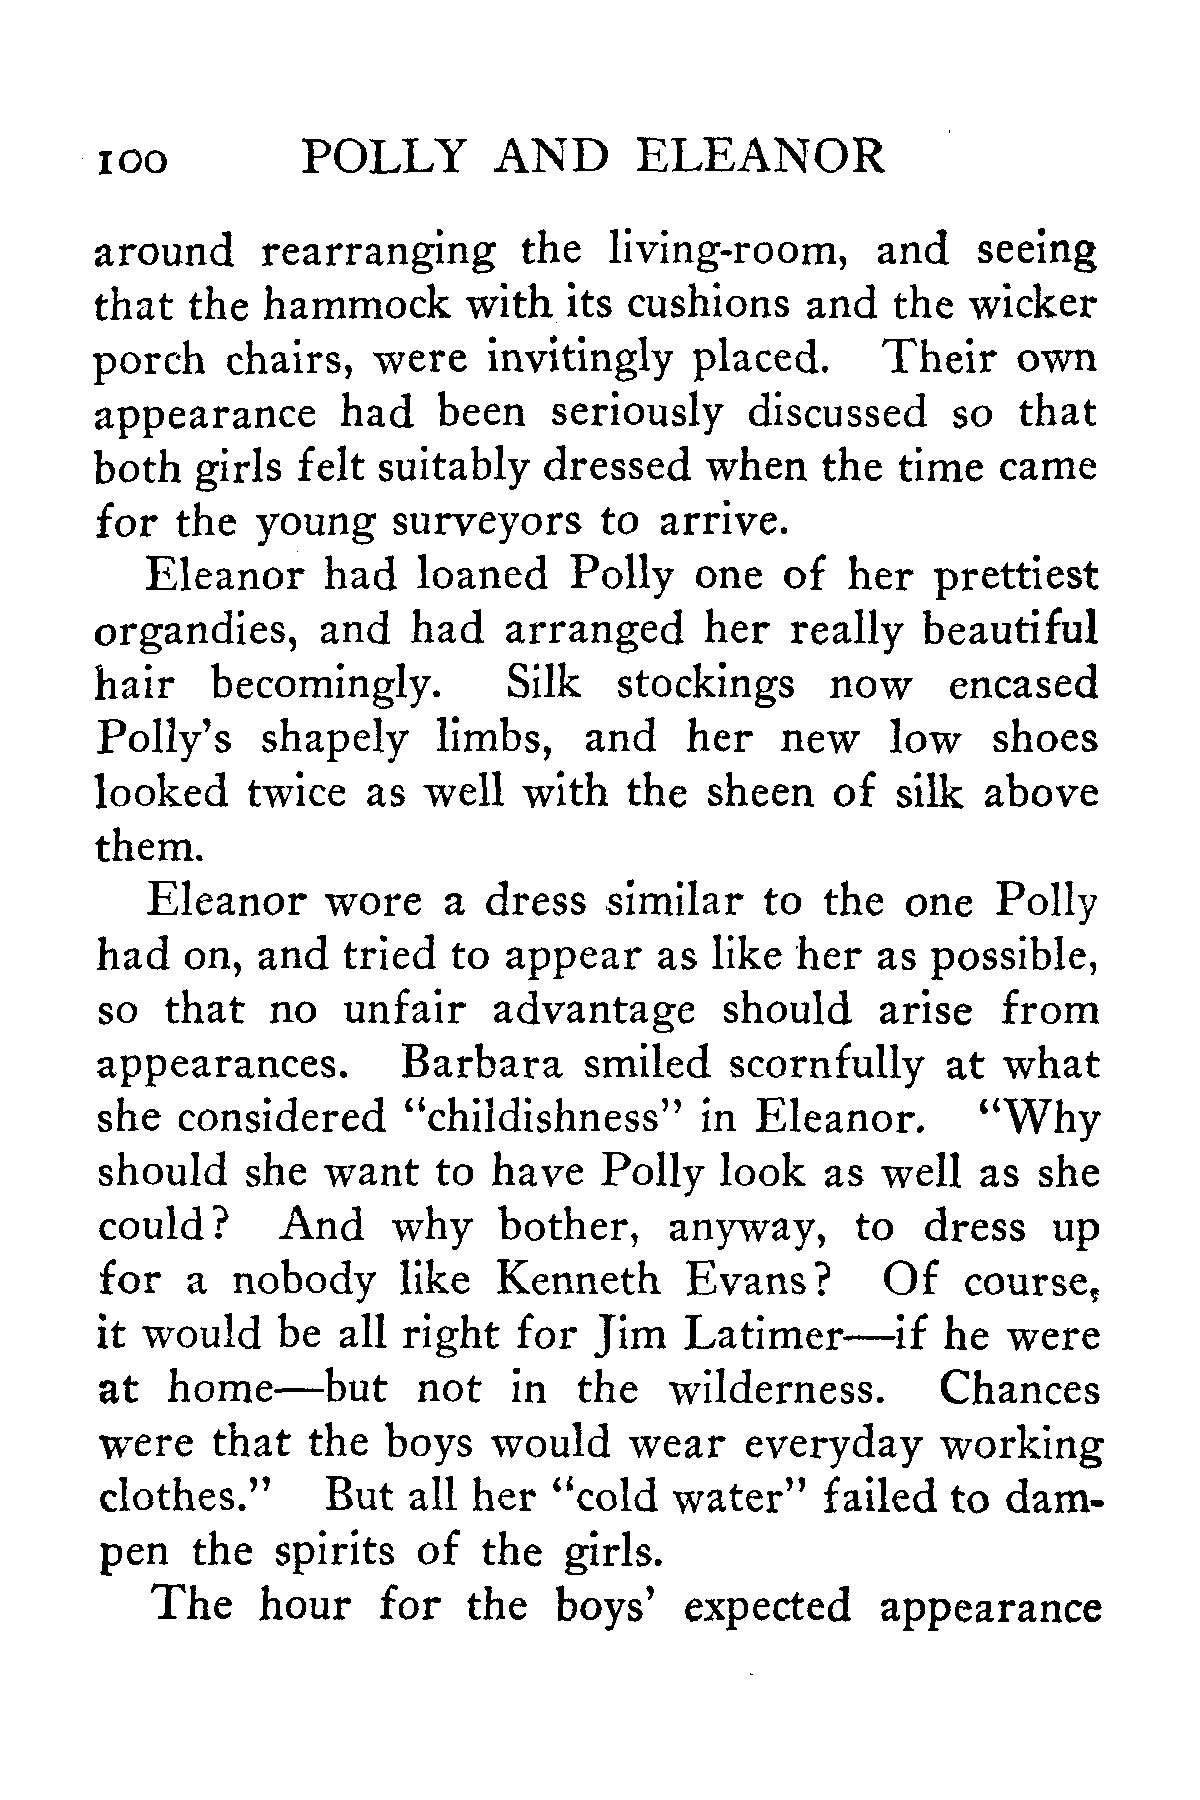 100 POLLY AND ELEANOR
around rearranging the living-room, and seeing
that the hammock with its cushions and the wicker
porch chairs, were invitingly placed. Their own
appearance had been seriously discussed so that
both girls felt suitably dressed when the time came
for the young surveyors to arrive.
Eleanor had loaned Polly one of her prettiest
organdies, and had arranged her really beautiful
hair becomingly. Silk stockings now encased
Polly’s shapely limbs, and her new low shoes
looked twice as well with the sheen of silk above
them.
Eleanor wore a dress similar to the one Polly
had on, and tried to appear as like her as possible,
so that no unfair advantage should arise from
appearances. Barbara smiled scornfully at what
she considered “childishness” in Eleanor. “Why
should she want to have Polly look as well as she
could? And why bother, anyway, to dress up
for a nobody like Kenneth Evans? Of course,
it would be all right for Jim Latimer—if he were
at home—but not in the wilderness. Chances
were that the boys would wear everyday working
clothes.” But all her “cold water” failed to dam-
pen the spirits of the girls.
The hour for the boys’ expected appearance